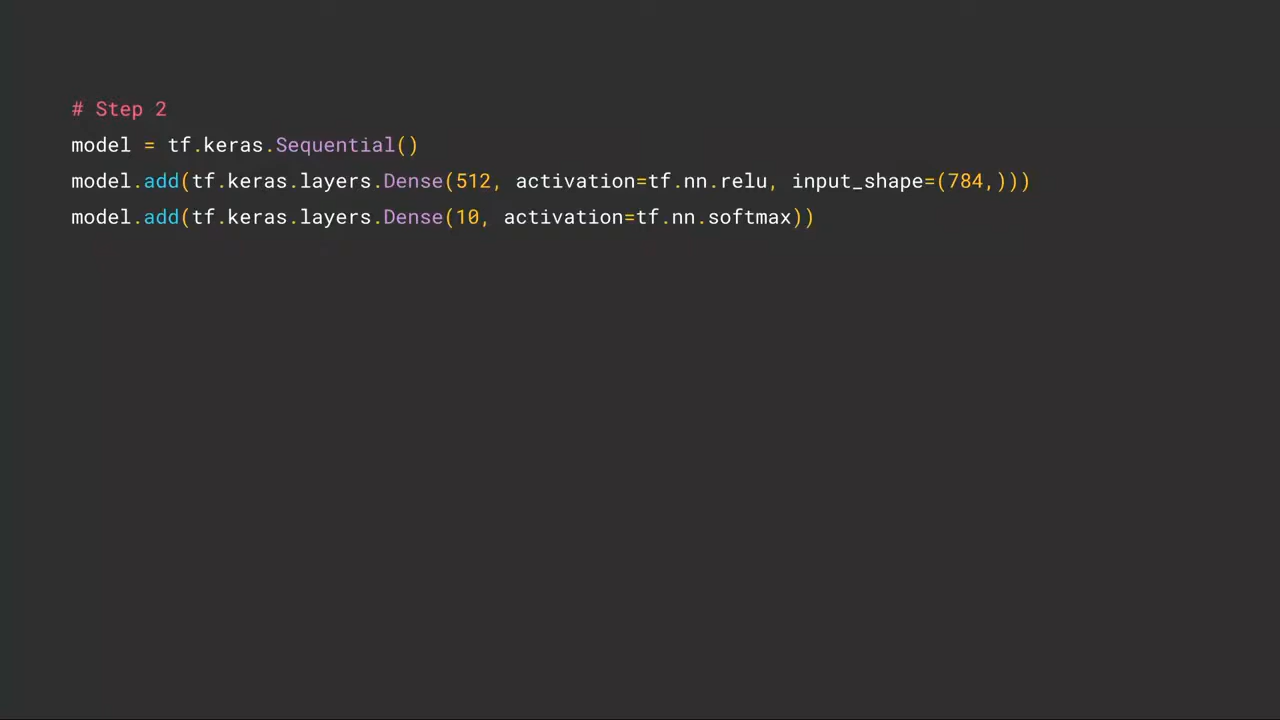 # Step 2
model = tf.keras.Sequential()
model.add(tf.keras.layers.Dense(512, activation=tf.nn.relu, input_shape=(784,)))
model.add(tf.keras.layers.Dense(10, activation=tf.nn.softmax))